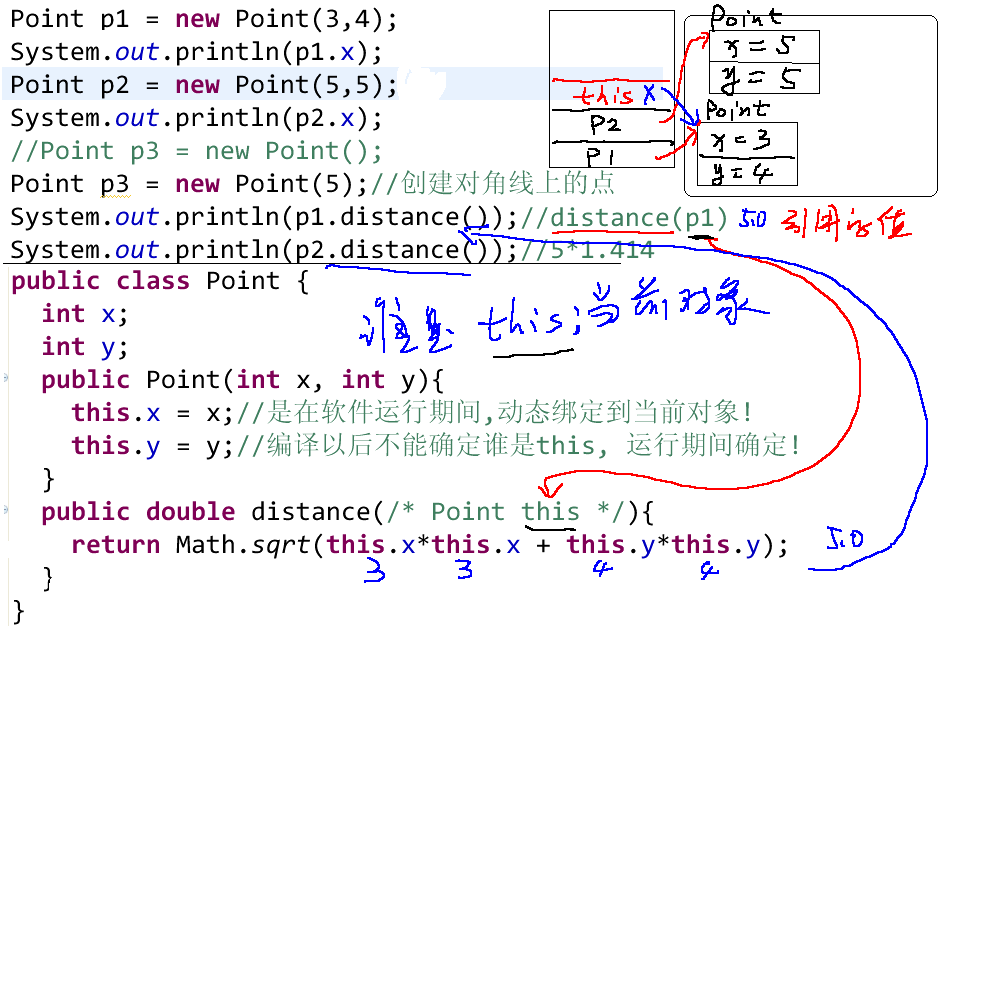 Point p1 = new Point(3,4);
System.out.println(p1.x);
Point p2 = new Point(5,5);
System.out.println(p2.x);
//Point p3 = new Point();
Point p3 = new Point(5);//创建对角线上的点
System.out.println(p1.distance());//distance(p1) 5.0 引用的值
System.out.println(p2.distance());//5*1.414
this X
P2
P1
Point
x = 5
y = 5
Point
x = 3
y = 4
public class Point {
int x;
int y;
谁是 this;当前对象
public Point(int x, int y){
this.x = x;//是在软件运行期间,动态绑定到当前对象!
this.y = y;//编译以后不能确定谁是this, 运行期间确定!
}
public double distance(/* Point this */){
return Math.sqrt(this.x*this.x + this.y*this.y); 5.0
3 3 4 4
}
}